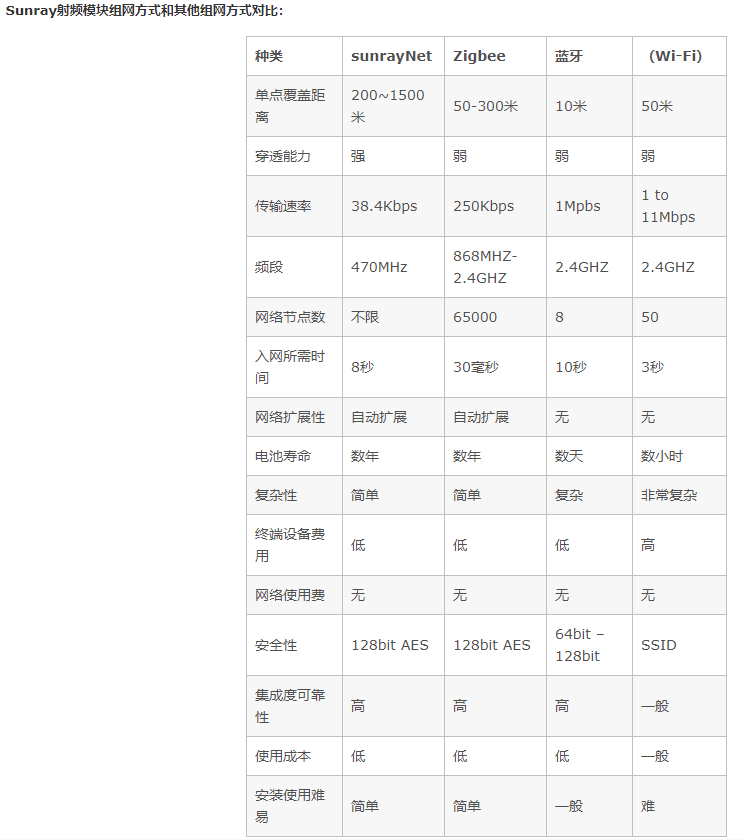 Sunray射频模块组网方式和其他组网方式对比：
种类 sunrayNet Zigbee 蓝牙 （Wi-Fi）
单点覆盖距
离 200~1500
米 50-300米 10米 50米
穿透能力 强 弱 弱 弱
传输速率 38.4Kbps 250Kbps 1Mpbs 1 to
11Mbps
频段 470MHz 868MHZ-
2.4GHZ 2.4GHZ 2.4GHZ
网络节点数 不限 65000 8 50
入网所需时
间 8秒 30毫秒 10秒 3秒
网络扩展性 自动扩展 自动扩展 无 无
电池寿命 数年 数年 数天 数小时
复杂性 简单 简单 复杂 非常复杂
终端设备费
用 低 低 低 高
网络使用费 无 无 无 无
安全性 128bit AES 128bit AES 64bit –
128bit SSID
集成度可靠
性 高 高 高 一般
使用成本 低 低 低 一般
安装使用难
易 简单 简单 一般 难